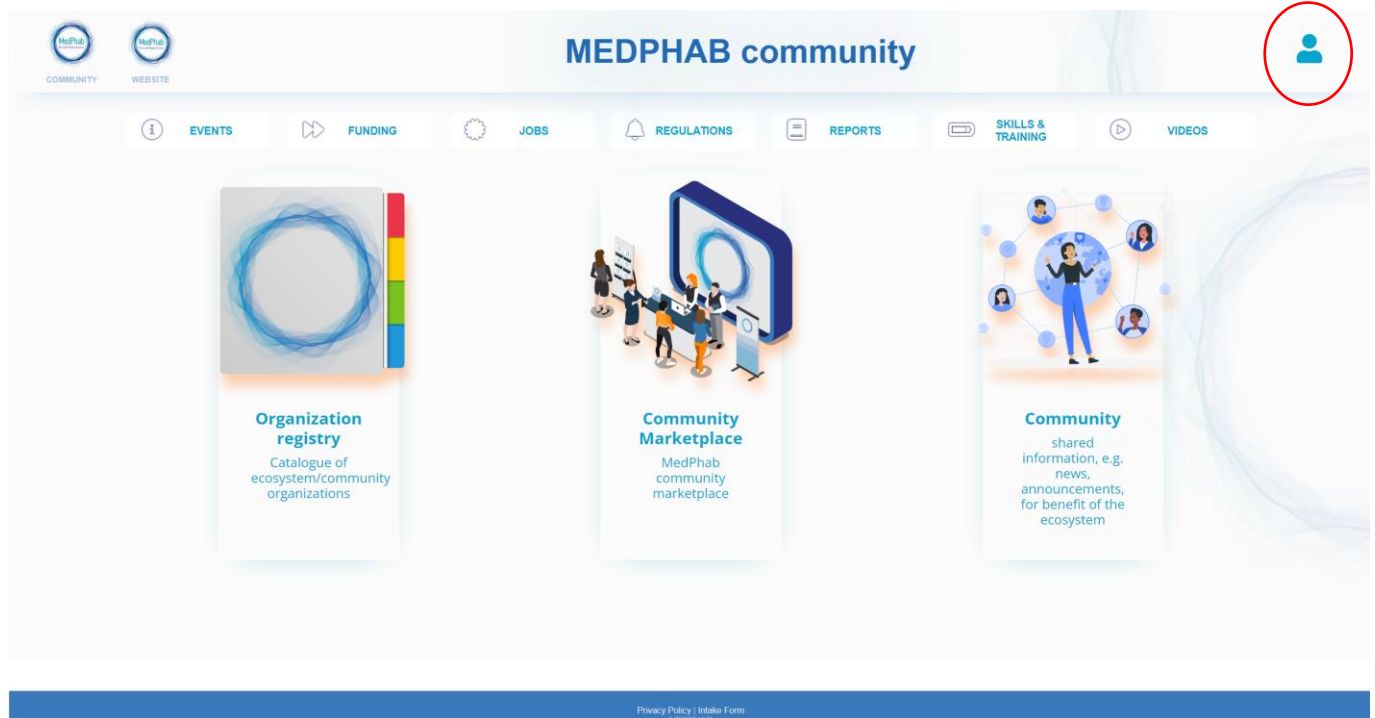 MedPhab
MedPhab
COMMUNITY
WEBSITE
MEDPHAB community
EVENTS
FUNDING
JOBS
REGULATIONS
REPORTS
SKILLS &
TRAINING
VIDEOS
Organization
registry
Catalogue of
ecosystem/community
organizations
Community
Marketplace
MedPhab
community
marketplace
Community
shared
information, e.g.
news,
announcements,
for benefit of the
ecosystem
Privacy Policy | Intake Form